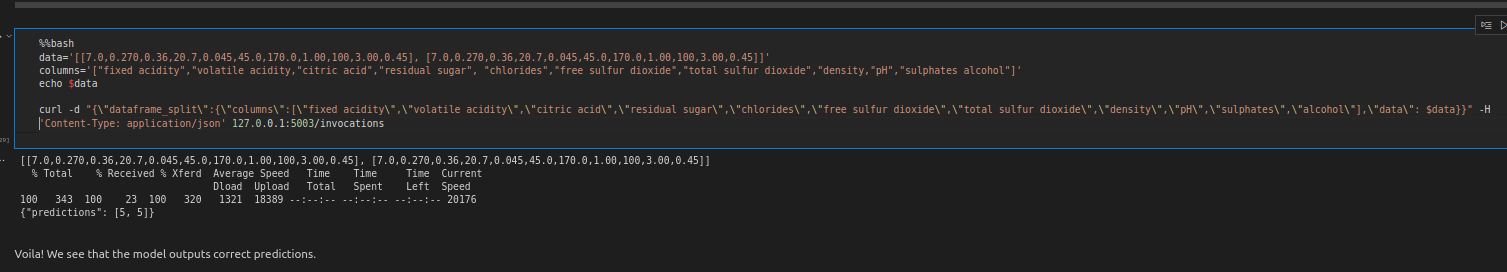 %%bash
data='[[7.0,0.270,0.36,20.7,0.045,45.0,170.0,1.00,100,3.00,0.45], [7.0,0.270,0.36,20.7,0.045,45.0,170.0,1.00,100,3.00,0.45]]'
columns='["fixed acidity","volatile acidity,"citric acid","residual sugar", "chlorides","free sulfur dioxide","total sulfur dioxide","density,"pH","sulphates alcohol"]'
echo $data
curl -d "{\"dataframe_split\":{\"columns\":[\"fixed acidity\",\"volatile acidity\",\"citric acid\",\"residual sugar\",\"chlorides\",\"free sulfur dioxide\",\"total sulfur dioxide\",\"density\",\"pH\",\"sulphates\",\"alcohol\"],\"data\": $data}}" -H
'Content-Type: application/json' 127.0.0.1:5003/invocations
[[7.0,0.270,0.36,20.7,0.045,45.0,170.0,1.00,100,3.00,0.45], [7.0,0.270,0.36,20.7,0.045,45.0,170.0,1.00,100,3.00,0.45]]
% Total % Received % Xferd Average Speed Time Time Time Current
Dload Upload Total Spent Left Speed
100 343 100 23 100 320 1321 18389 --:--:-- --:--:-- --:--:-- 20176
{"predictions": [5, 5]}
Voila! We see that the model outputs correct predictions.